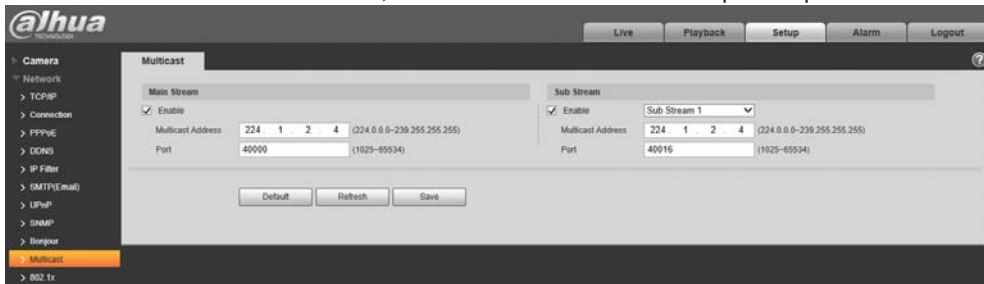 alhua
TECHNOLOGY
Live Playback Setup Alarm Logout
Camera
Network
TCP/IP
Connection
PPPoE
DDNS
IP Filter
SMTP(Email)
UPnP
SNMP
Bonjour
Multicast
802.1x
Multicast
Main Stream
Enable
Multicast Address 224 . 1 . 2 . 4 (224.0.0.0~239.255.255.255)
Port 40000 (1025~65534)
Sub Stream
Enable Sub Stream 1
Multicast Address 224 . 1 . 2 . 4 (224.0.0.0~239.255.255.255)
Port 40016 (1025~65534)
Default Refresh Save